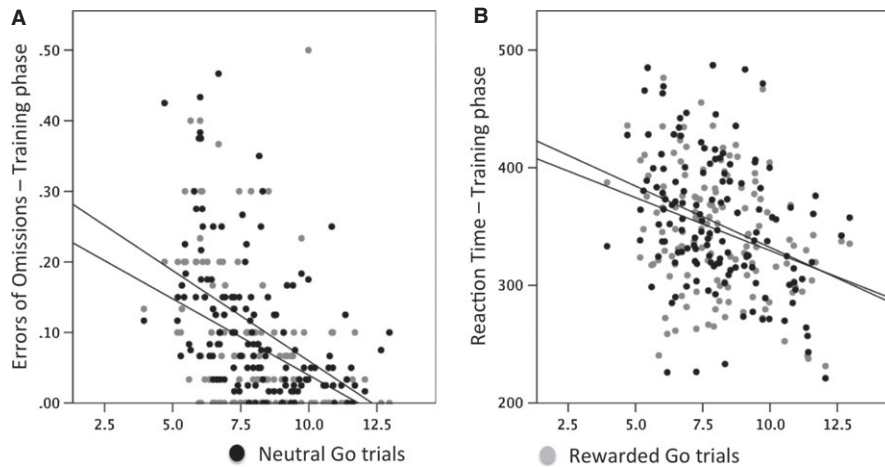 A
Errors of Omissions – Training phase
.50
.40
.30
.20
.10
.00
2.5 5.0 7.5 10.0 12.5
B
Reaction Time – Training phase
500
400
300
200
2.5 5.0 7.5 10.0 12.5
Neutral Go trials
Rewarded Go trials